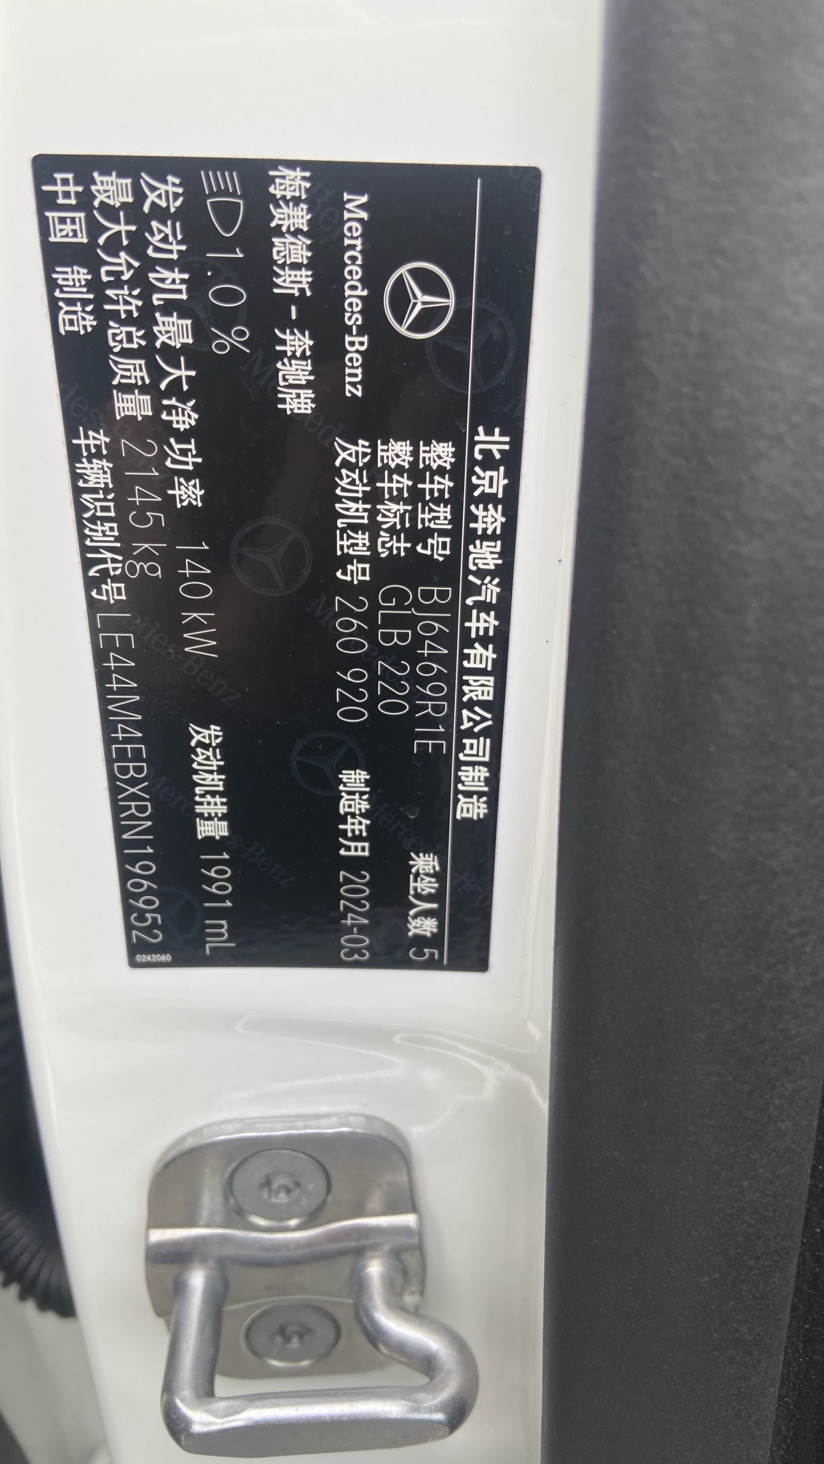 北京奔驰汽车有限公司制造
整车型号 BJ6469R1E 乘坐人数 5
整车标志 GLB 220
Mercedes-Benz 发动机型号 260 920 制造年月 2024-03
梅赛德斯-奔驰牌
1.0 %
发动机最大净功率 140 kW 发动机排量 1991 mL
最大允许总质量 2145 kg
中国 制造 车辆识别代号 LE44M4EBXRN196952
0242060